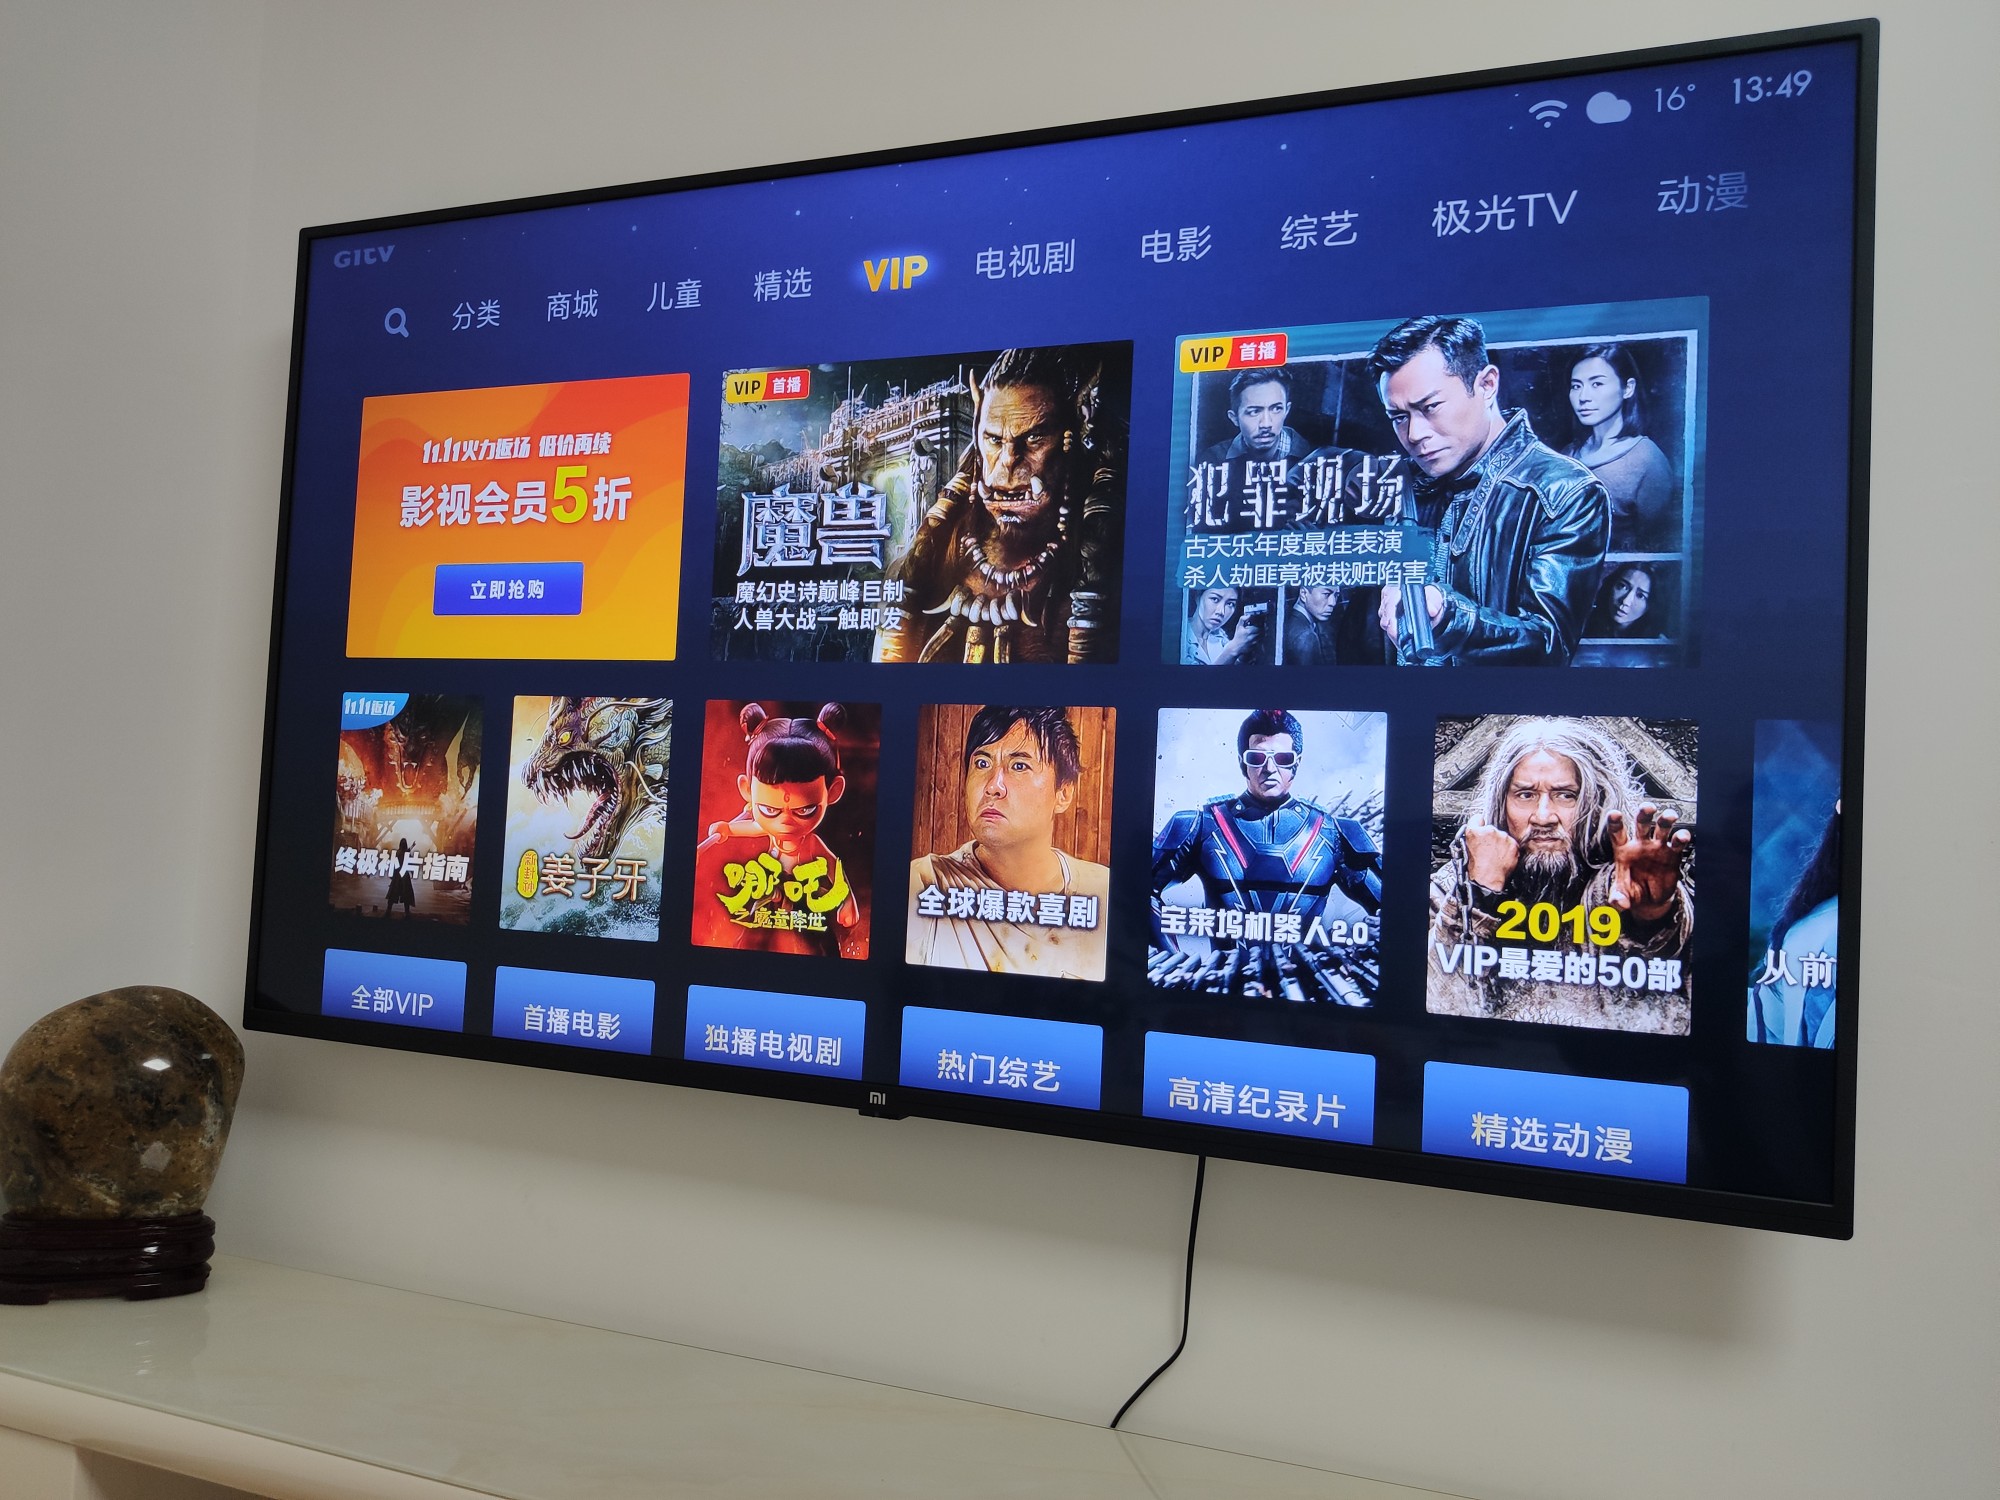 16° 13:49
GITV
分类 商城 儿童 精选 VIP 电视剧 电影 综艺 极光TV 动漫
11.11火力返场 低价再续
影视会员5折
立即抢购
VIP 首播
魔兽
魔幻史诗巅峰巨制
人兽大战一触即发
VIP 首播
犯罪现场
古天乐年度最佳表演
杀人劫匪竟被栽赃陷害
11.11返场
终极补片指南
新封神
姜子牙
哪吒
之魔童降世
全球爆款喜剧
宝莱坞机器人2.0
2019
VIP最爱的50部
从前
全部VIP
首播电影
独播电视剧
热门综艺
高清纪录片
精选动漫
mi